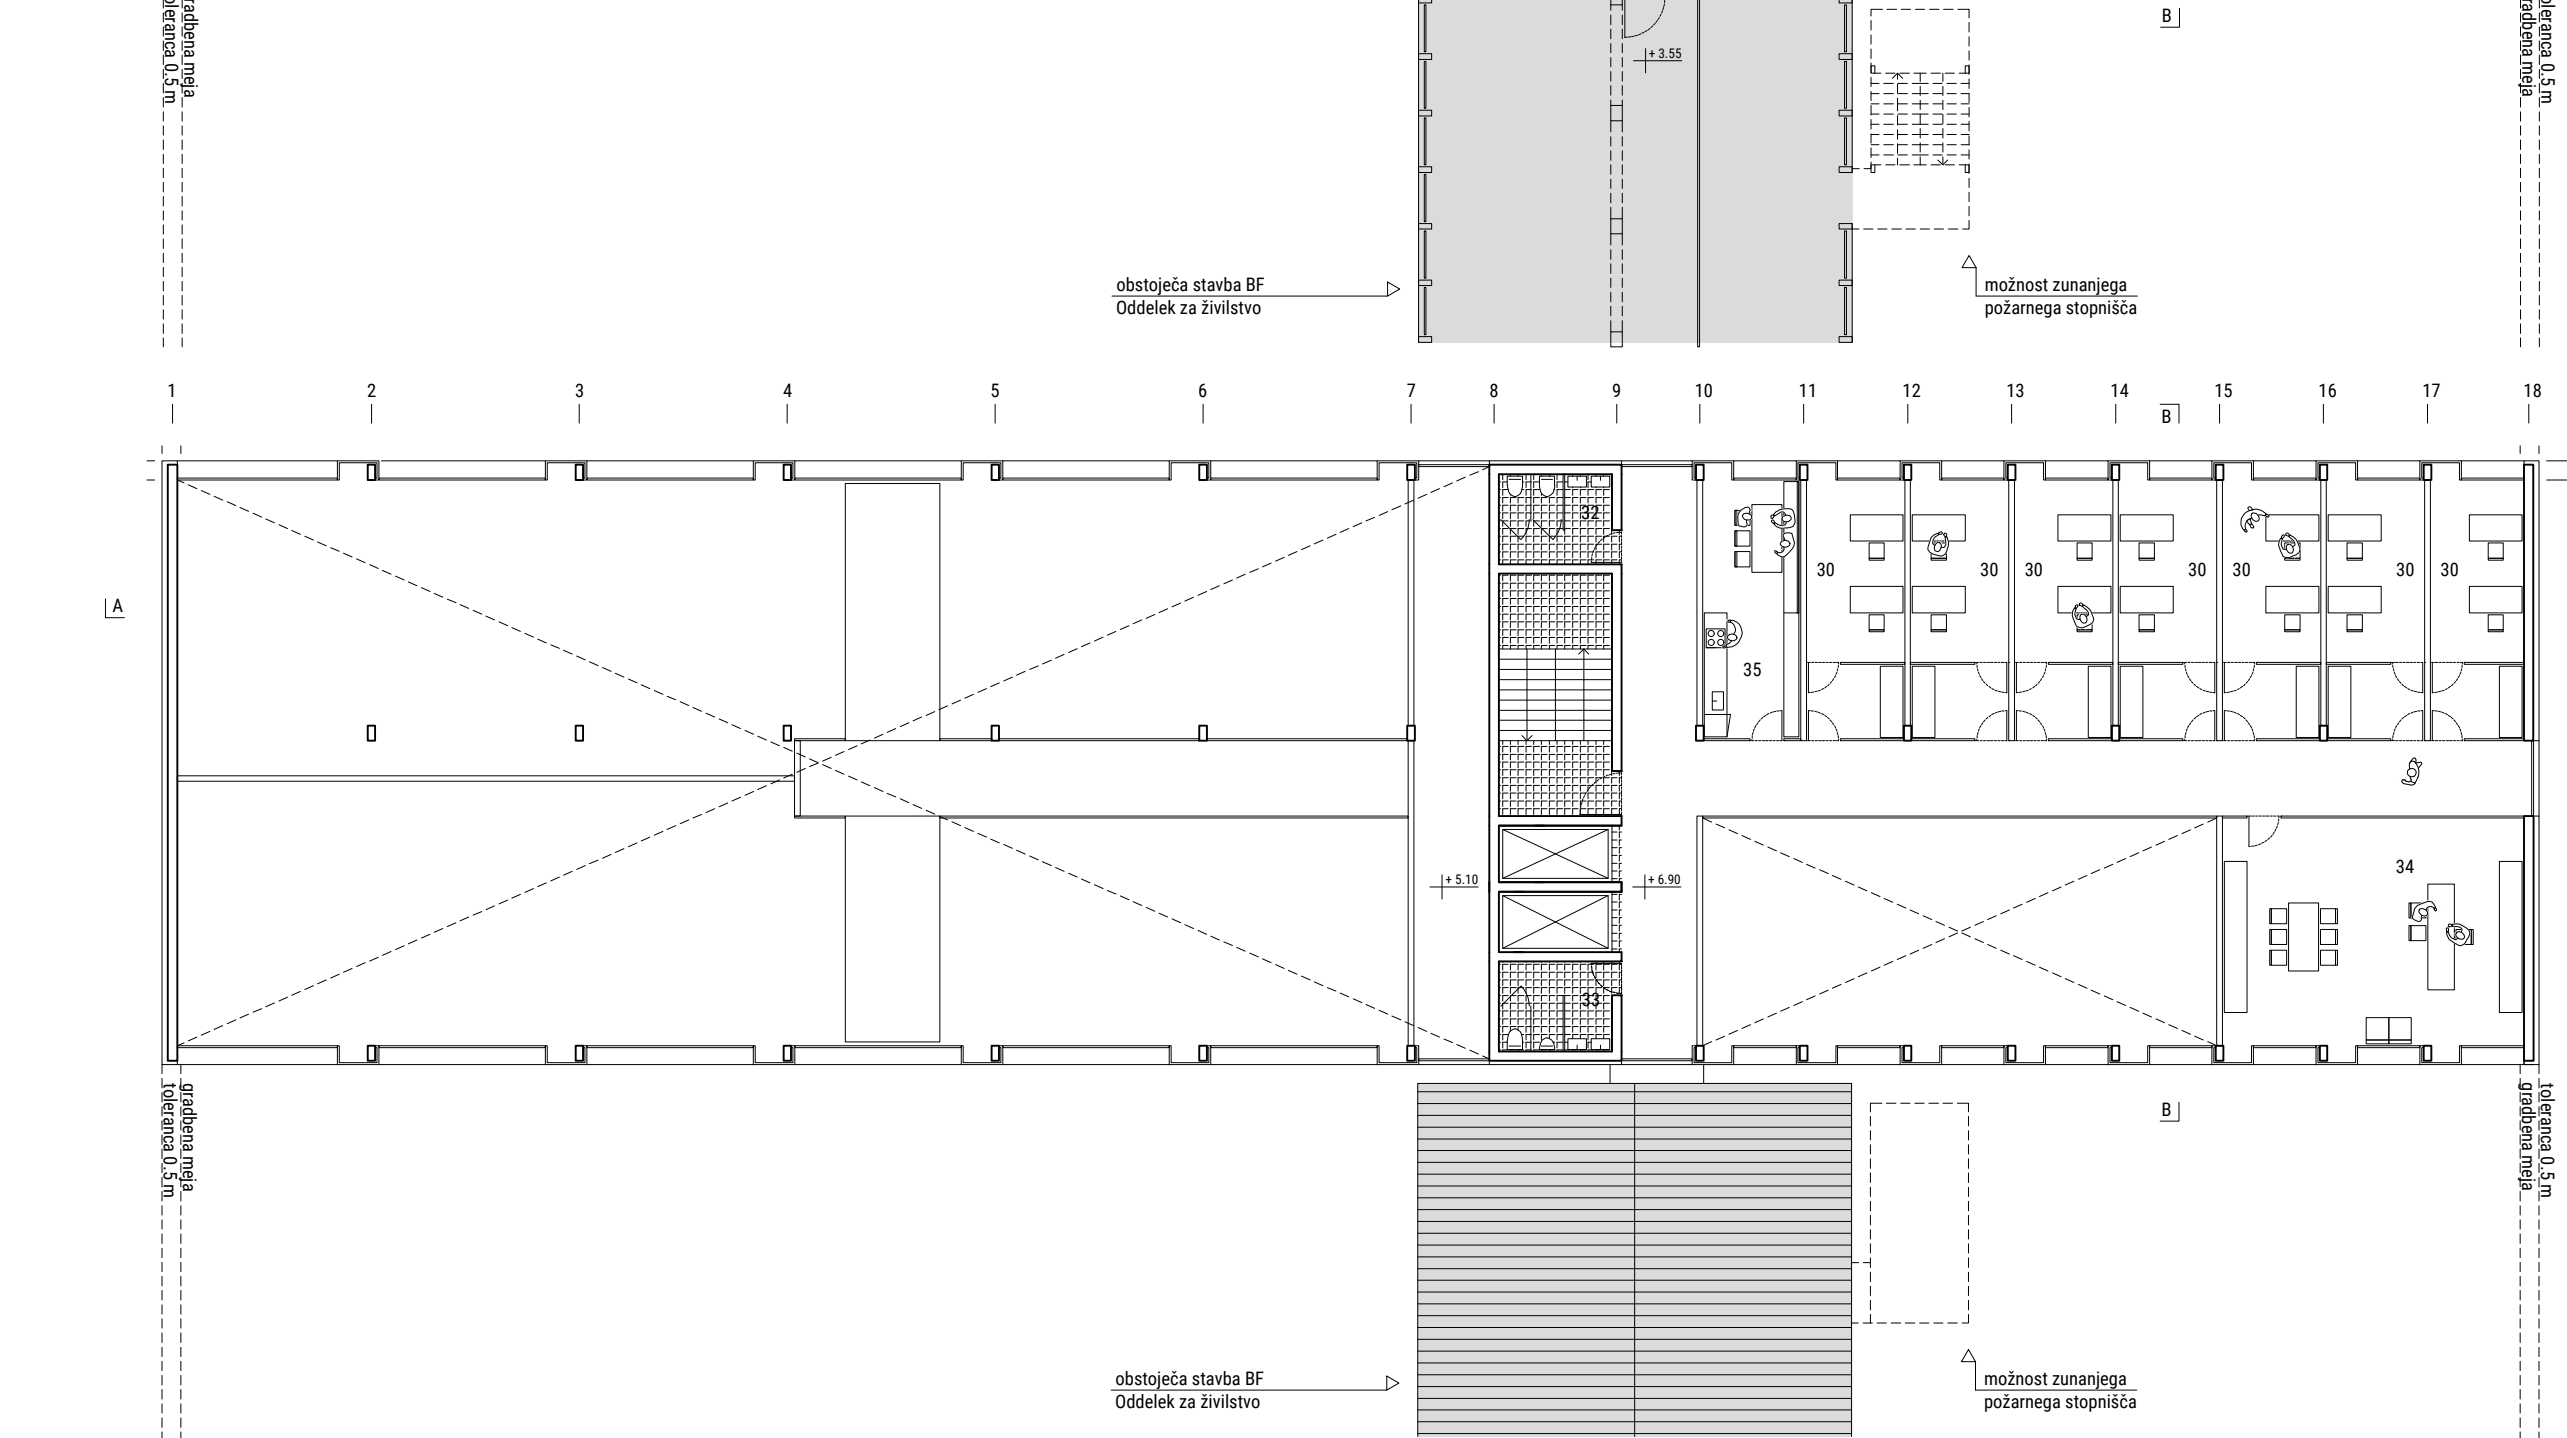 gradbena meja
toleranca 0.5 m
B
toleranca 0.5 m
gradbena meja
+ 3.55
obstoječa stavba BF
Oddelek za živilstvo
možnost zunanjega
požarnega stopnišča
1 2 3 4 5 6 7 8 9 10 11 12 13 14 15 16 17 18
B
32
30 30 30 30 30 30 30
A
35
34
+ 5.10
+ 6.90
33
gradbena meja
toleranca 0.5 m
B
toleranca 0.5 m
gradbena meja
obstoječa stavba BF
Oddelek za živilstvo
možnost zunanjega
požarnega stopnišča